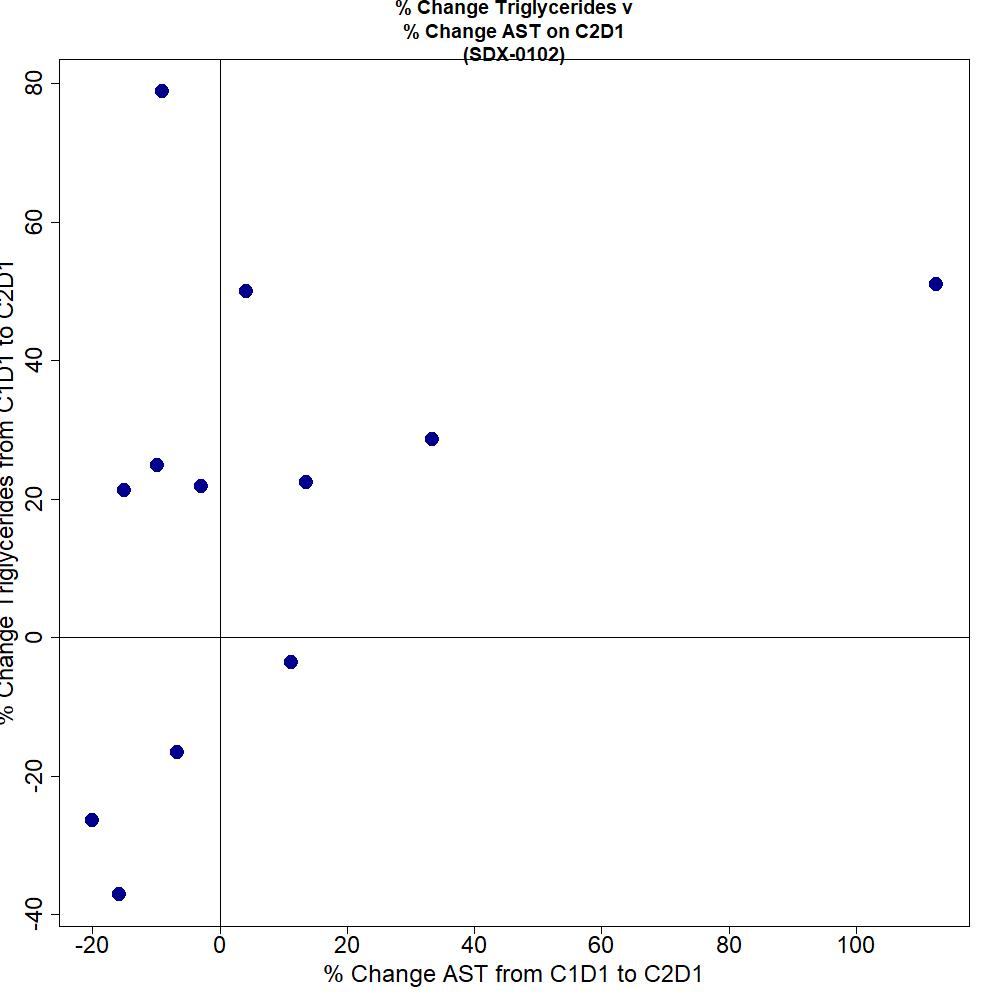 % Change Triglycerides v
% Change AST on C2D1
(SDX-0102)
% Change Triglycerides from C1D1 to C2D1
80
60
40
20
0
-20
-40
-20 0 20 40 60 80 100
% Change AST from C1D1 to C2D1